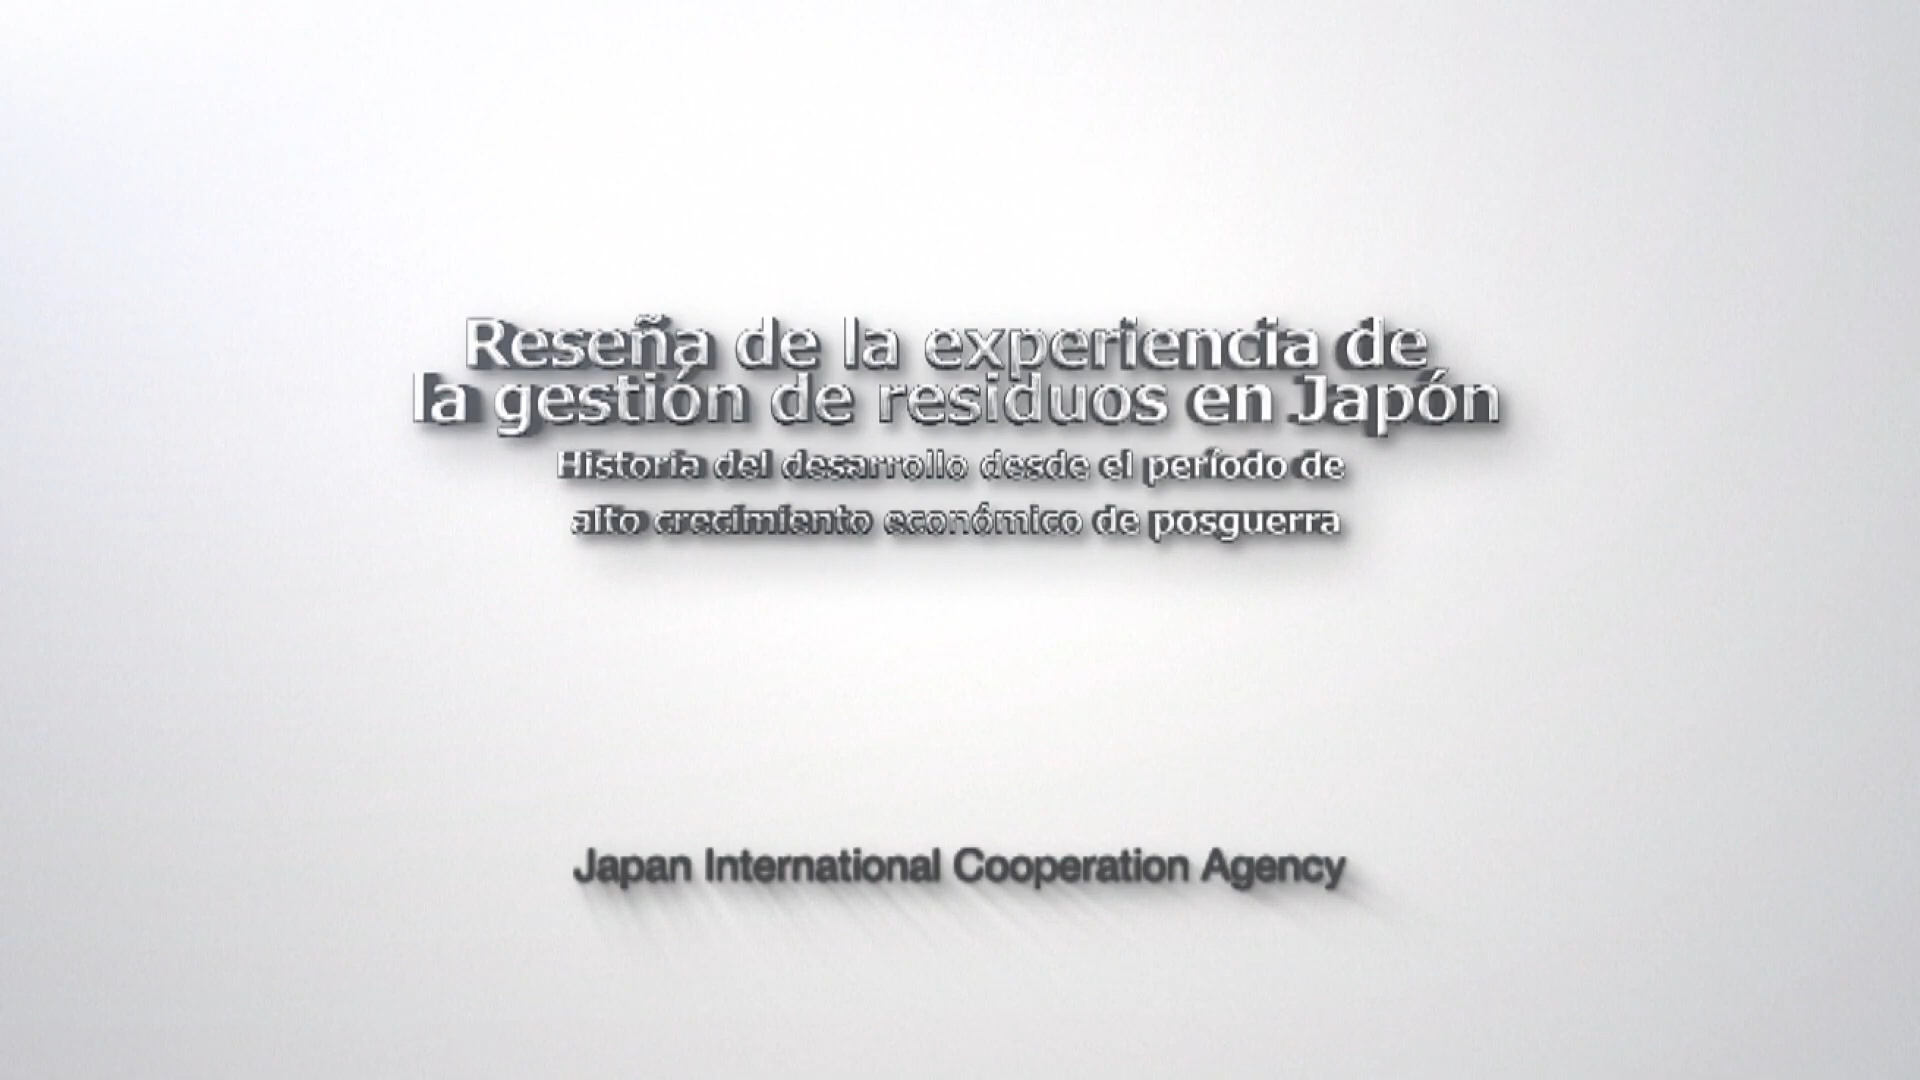 Reseña de la experiencia de
la gestión de residuos en Japón
Historia del desarrollo desde el período de
alto crecimiento económico de posguerra
Japan International Cooperation Agency